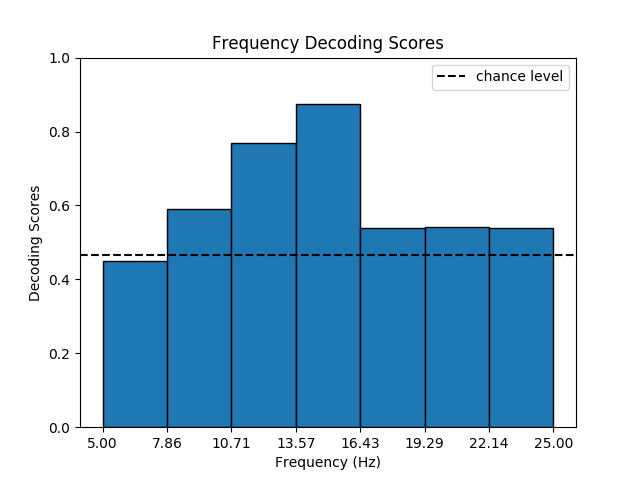 Frequency Decoding Scores
chance level
1.0
0.8
0.6
0.4
0.2
0.0
Decoding Scores
5.00 7.86 10.71 13.57 16.43 19.29 22.14 25.00
Frequency (Hz)